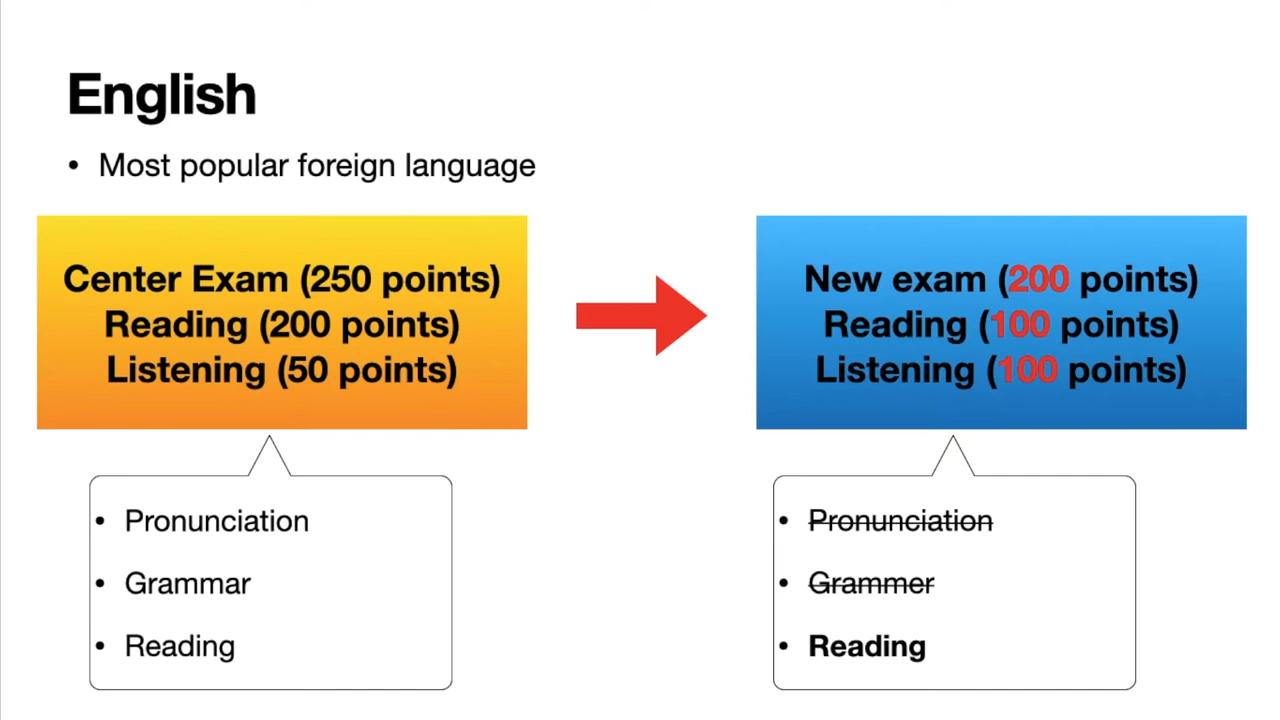 English
• Most popular foreign language
Center Exam (250 points)
Reading (200 points)
Listening (50 points)
New exam (200 points)
Reading (100 points)
Listening (100 points)
• Pronunciation
• Grammar
• Reading
• Pronunciation
• Grammer
• Reading